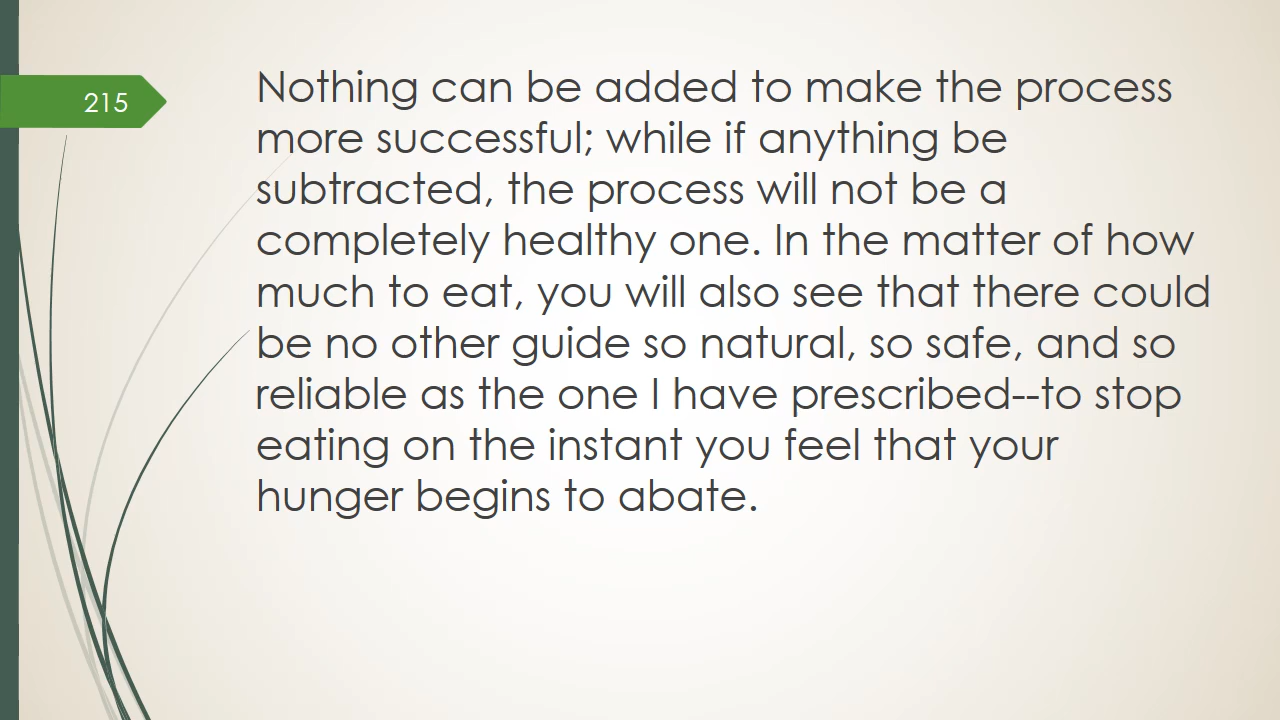 215
Nothing can be added to make the process
more successful; while if anything be
subtracted, the process will not be a
completely healthy one. In the matter of how
much to eat, you will also see that there could
be no other guide so natural, so safe, and so
reliable as the one I have prescribed--to stop
eating on the instant you feel that your
hunger begins to abate.